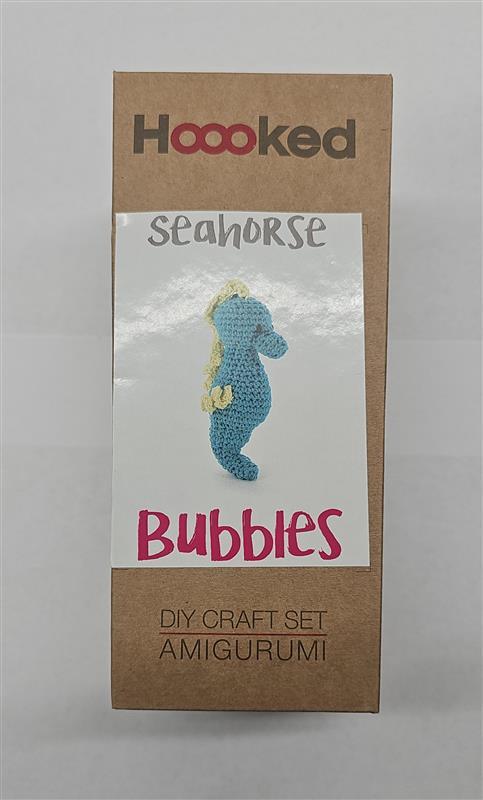 Hoooked
seahorse
Bubbles
DIY CRAFT SET
AMIGURUMI